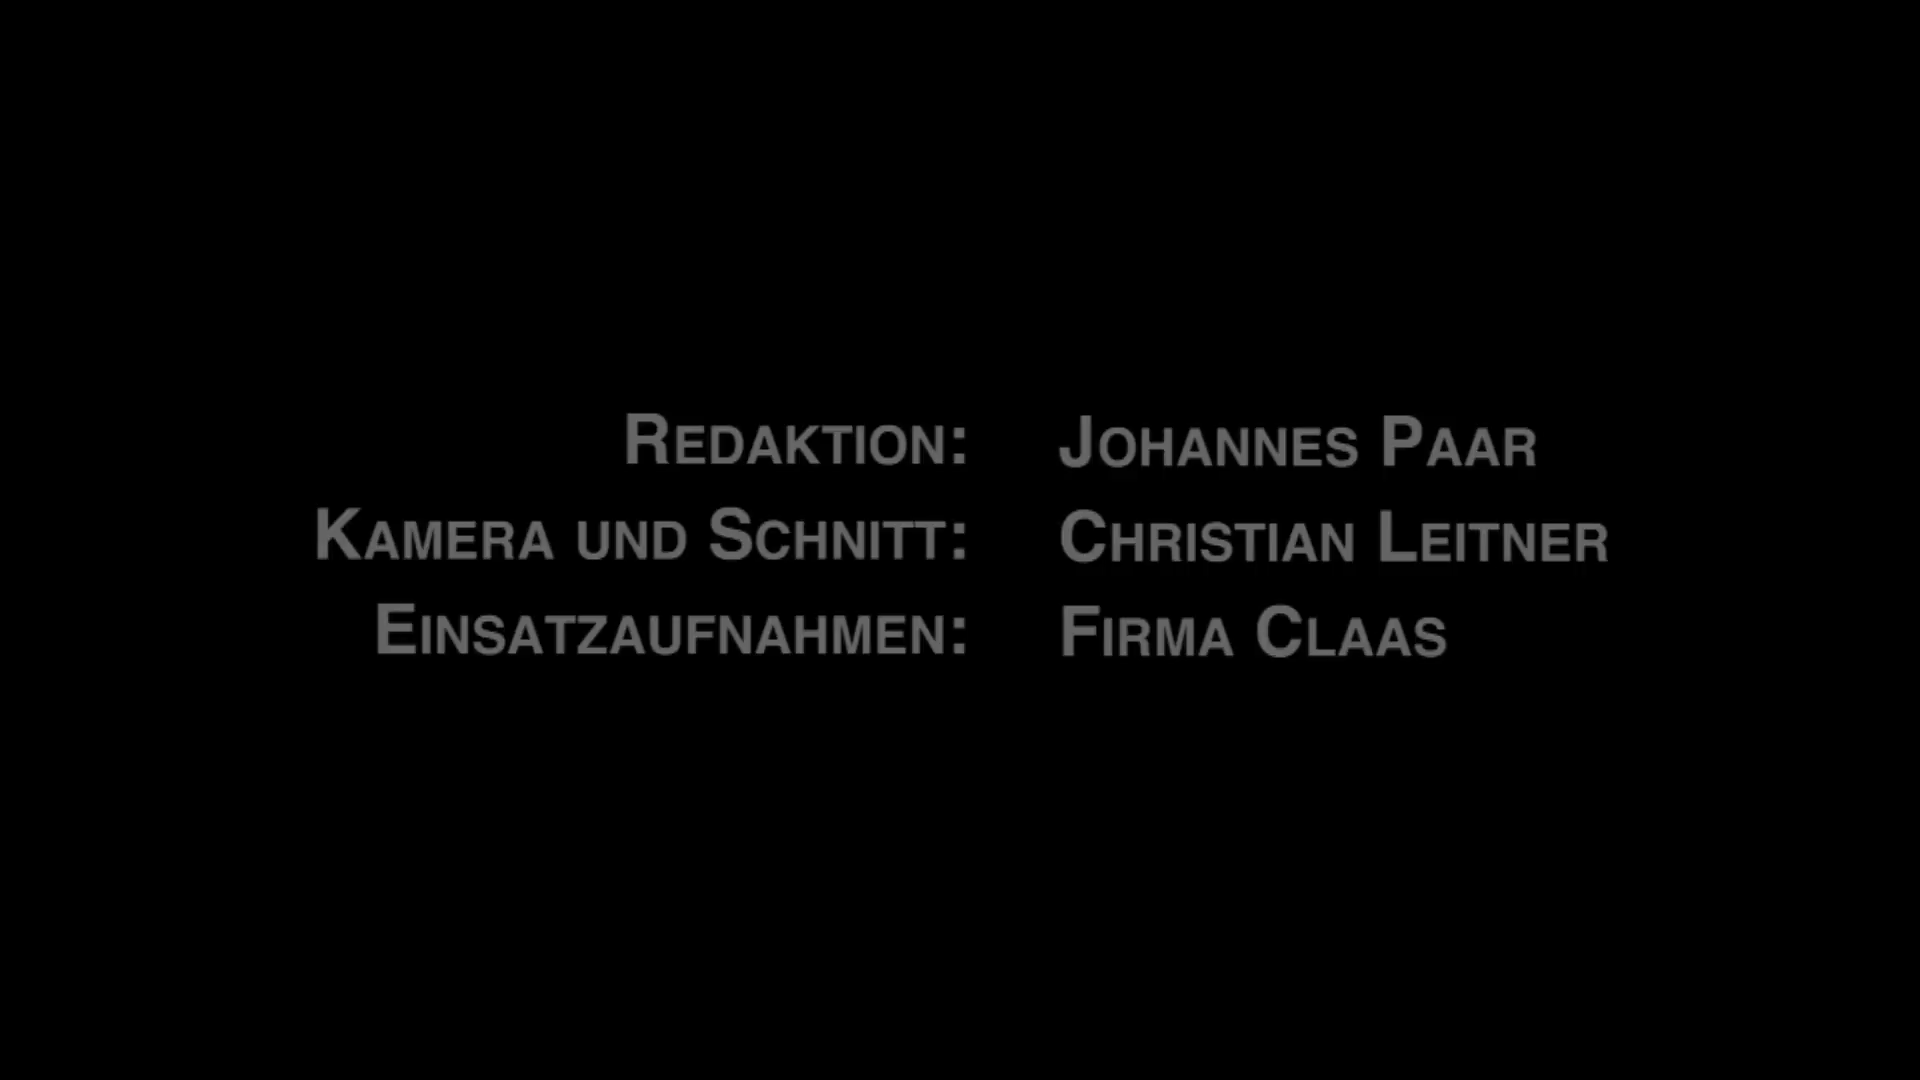 Redaktion: Johannes Paar
Kamera und Schnitt: Christian Leitner
Einsatzaufnahmen: Firma Claas